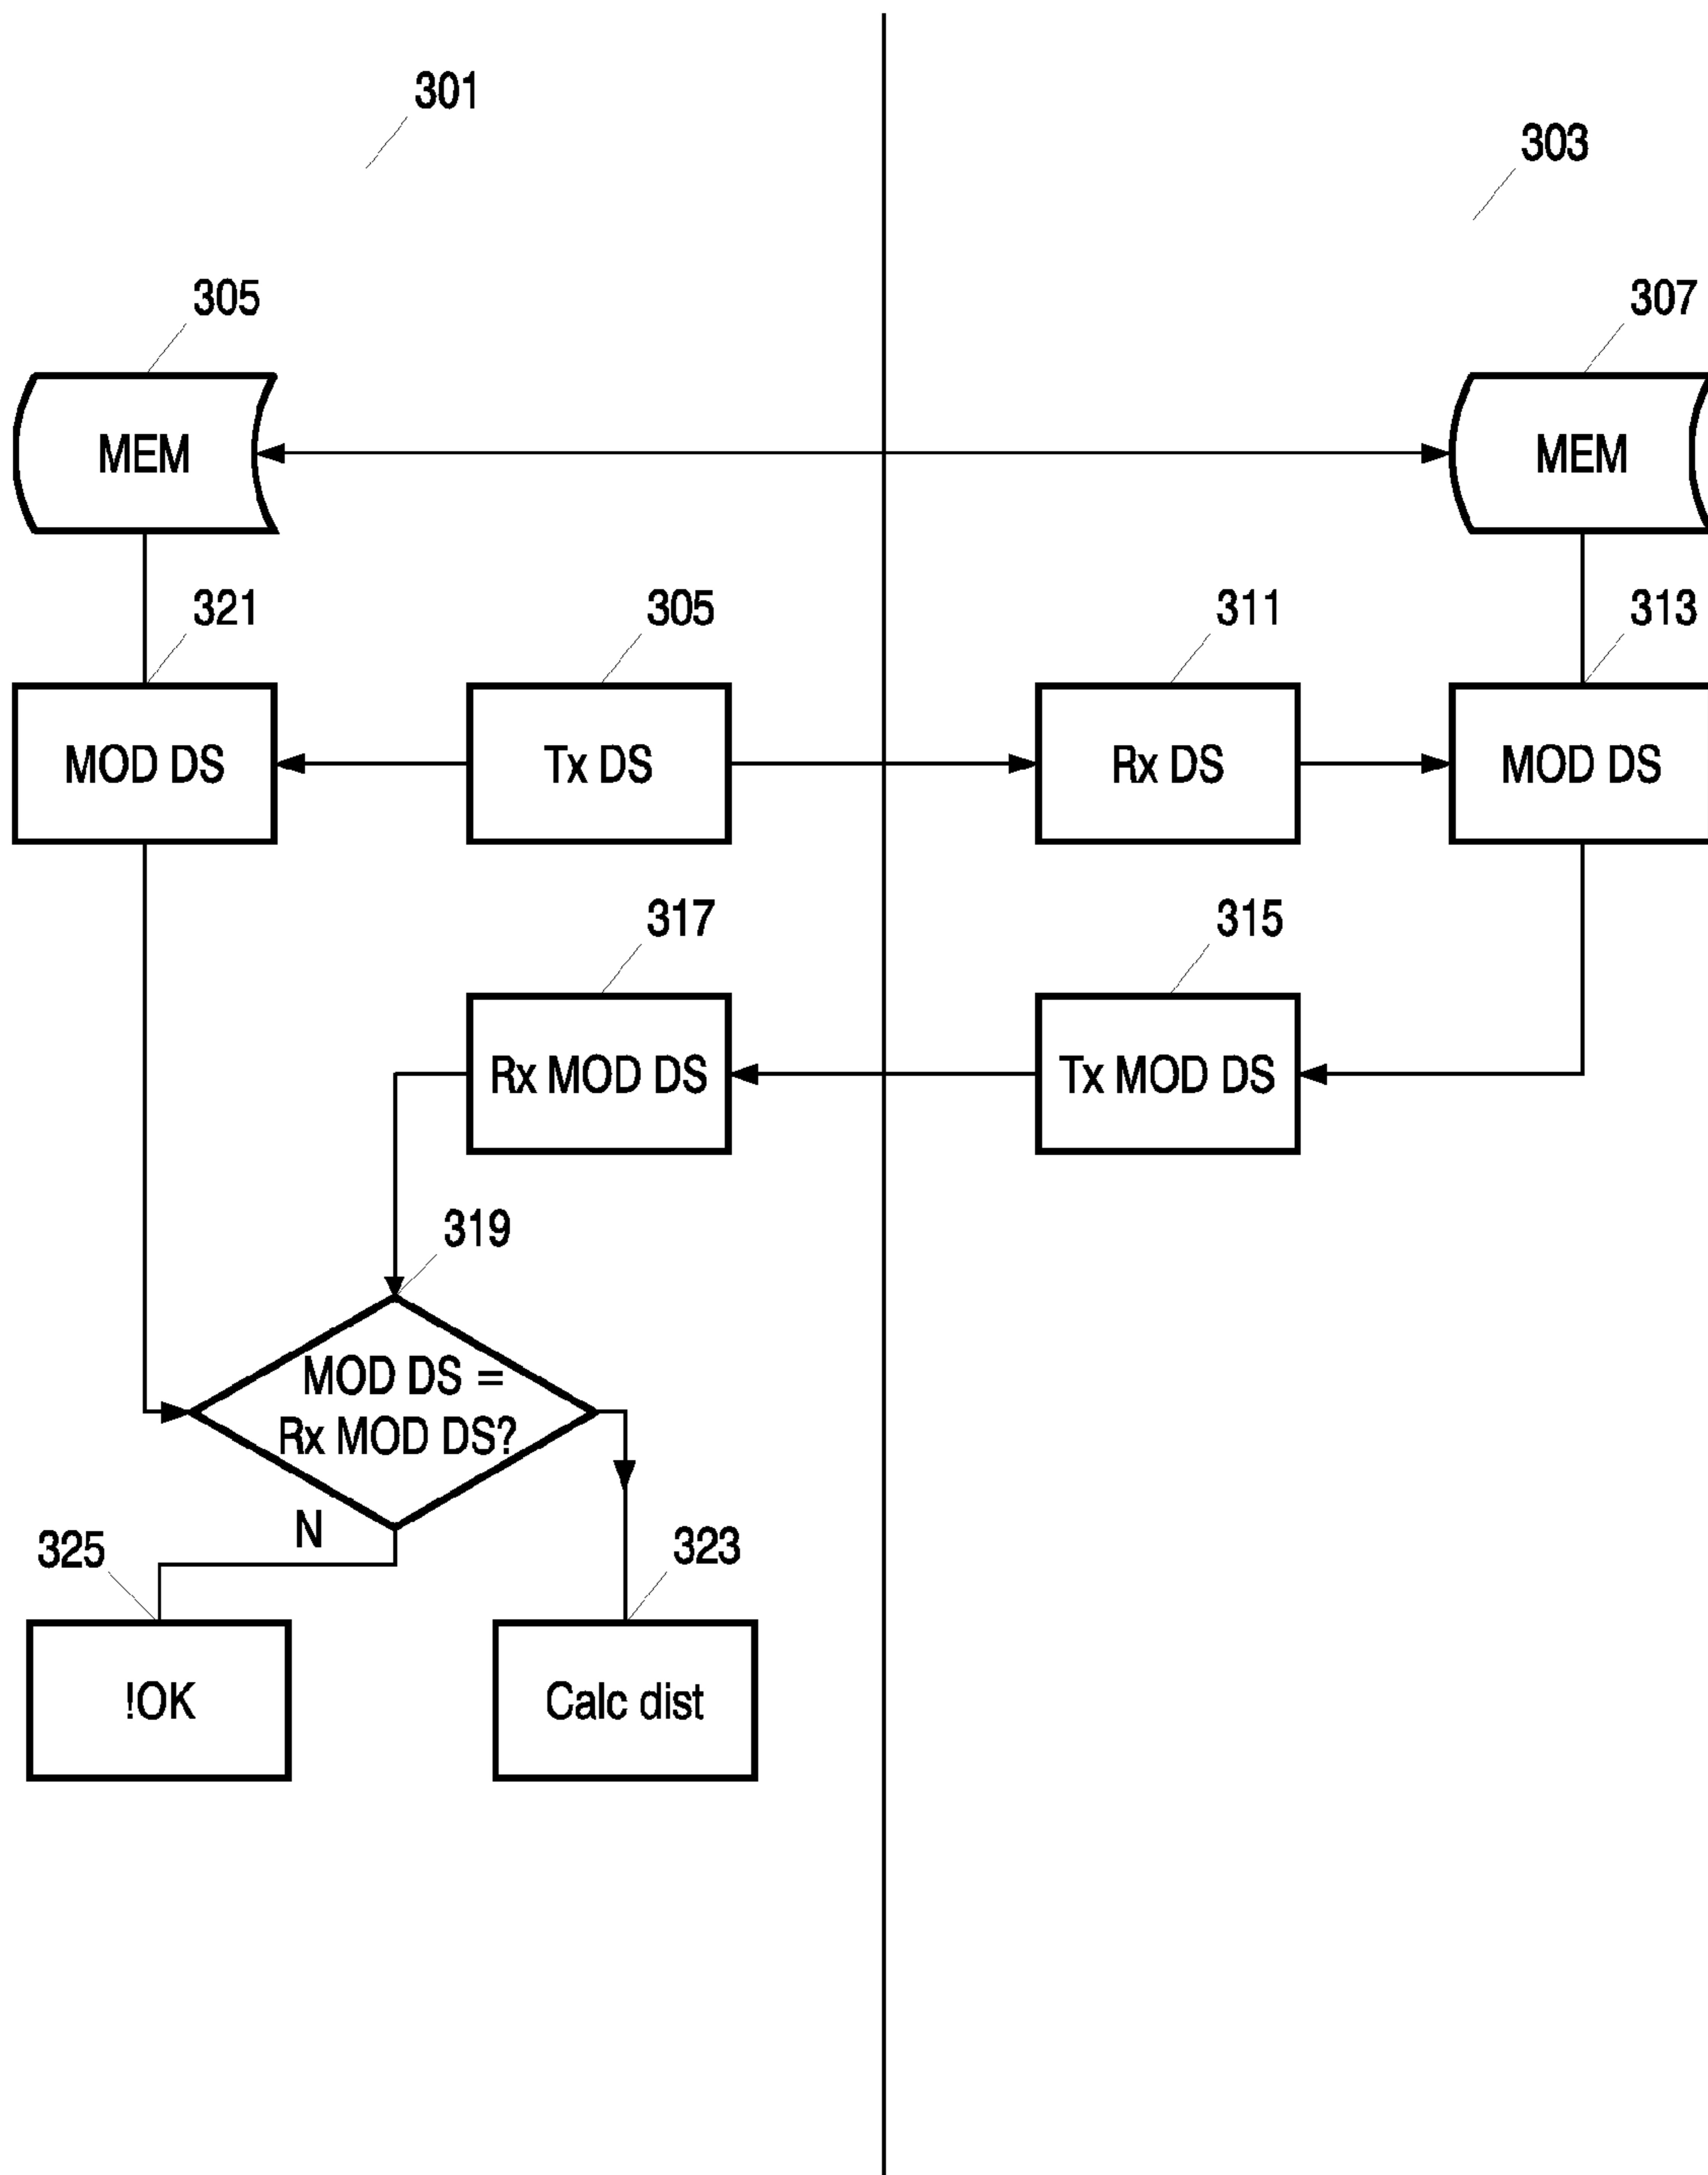 301
303
305
307
MEM
MEM
321
305
311
313
MOD DS
Tx DS
Rx DS
MOD DS
317
315
Rx MOD DS
Tx MOD DS
319
MOD DS =
Rx MOD DS?
N
325
323
!OK
Calc dist